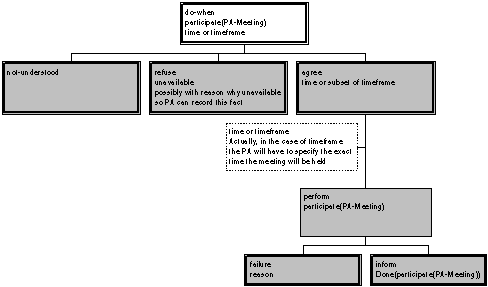 do-when
participate(PA-Meeting)
time or timeframe
not-understood
refuse
unavailable
possibly with reason why unavailable
so PA can record this fact
agree
time or subset of timeframe
time or timeframe
Actually, in the case of timeframe
the PA will have to specify the exact
time the meeting will be held
perform
participate(PA-Meeting)
failure
reason
inform
Done(participate(PA-Meeting))